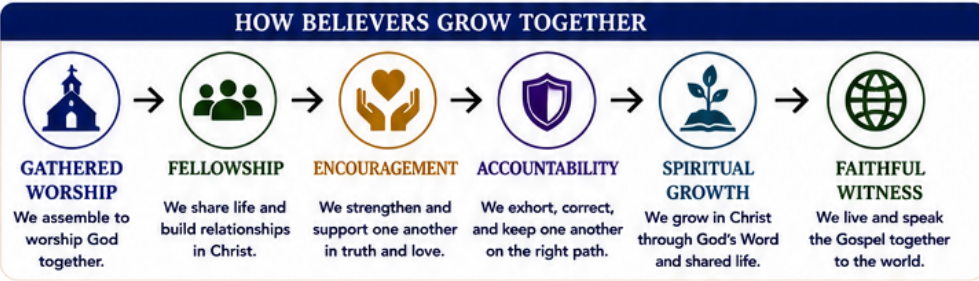 HOW BELIEVERS GROW TOGETHER
GATHERED
WORSHIP
We assemble to
worship God
together.
FELLOWSHIP
We share life and
build relationships
in Christ.
ENCOURAGEMENT
We strengthen and
support one another
in truth and love.
ACCOUNTABILITY
We exhort, correct,
and keep one another
on the right path.
SPIRITUAL
GROWTH
We grow in Christ
through God's Word
and shared life.
FAITHFUL
WITNESS
We live and speak
the Gospel together
to the world.